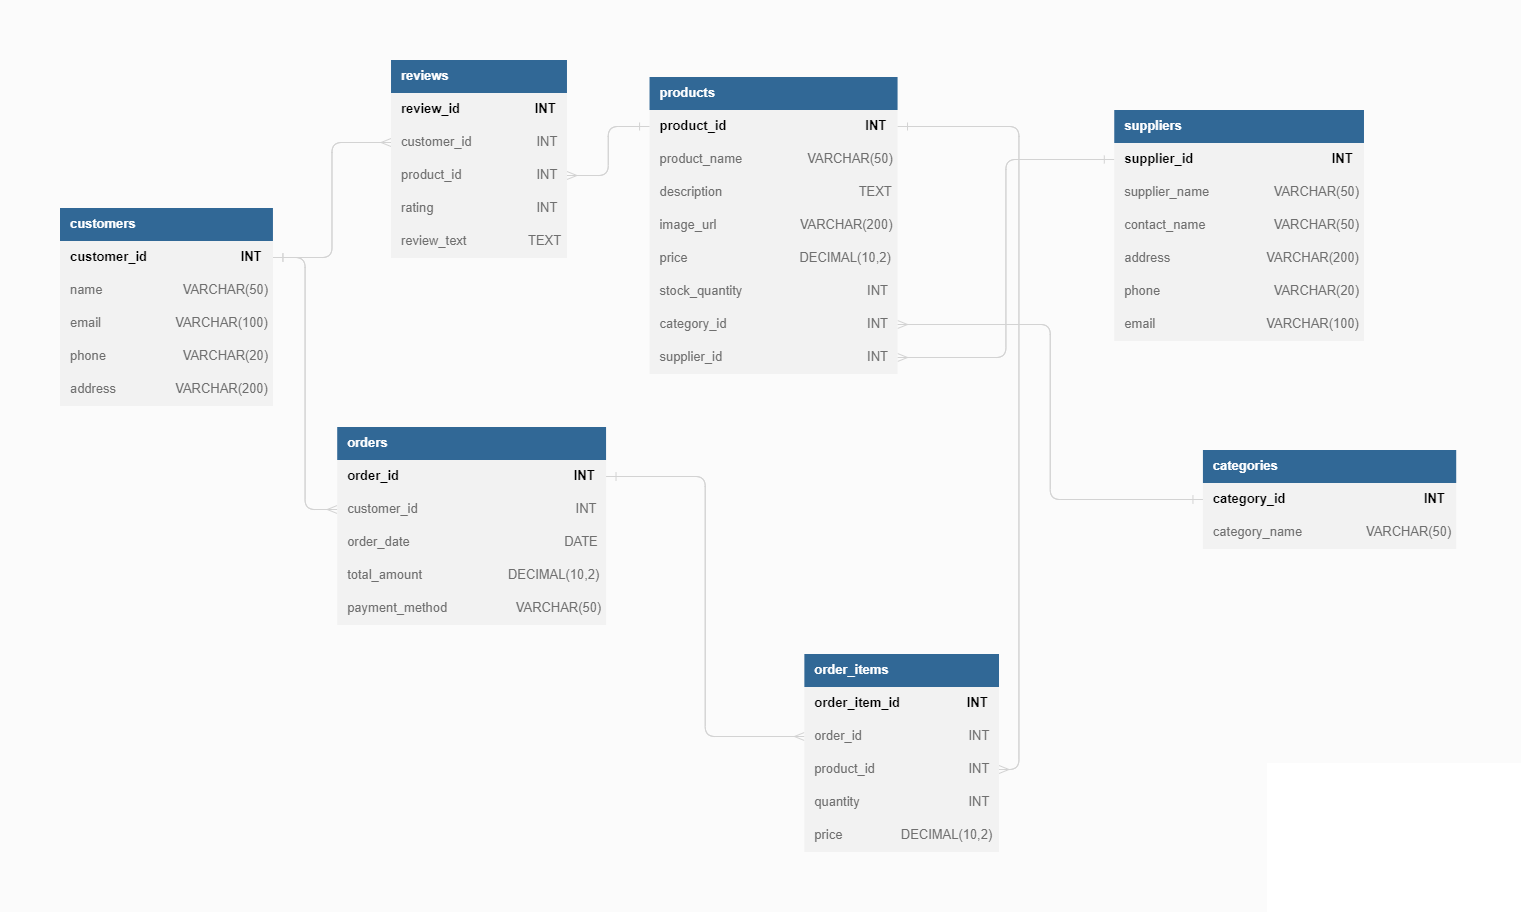 reviews
review_id INT
customer_id INT
product_id INT
rating INT
review_text TEXT
products
product_id INT
product_name VARCHAR(50)
description TEXT
image_url VARCHAR(200)
price DECIMAL(10,2)
stock_quantity INT
category_id INT
supplier_id INT
suppliers
supplier_id INT
supplier_name VARCHAR(50)
contact_name VARCHAR(50)
address VARCHAR(200)
phone VARCHAR(20)
email VARCHAR(100)
customers
customer_id INT
name VARCHAR(50)
email VARCHAR(100)
phone VARCHAR(20)
address VARCHAR(200)
orders
order_id INT
customer_id INT
order_date DATE
total_amount DECIMAL(10,2)
payment_method VARCHAR(50)
categories
category_id INT
category_name VARCHAR(50)
order_items
order_item_id INT
order_id INT
product_id INT
quantity INT
price DECIMAL(10,2)